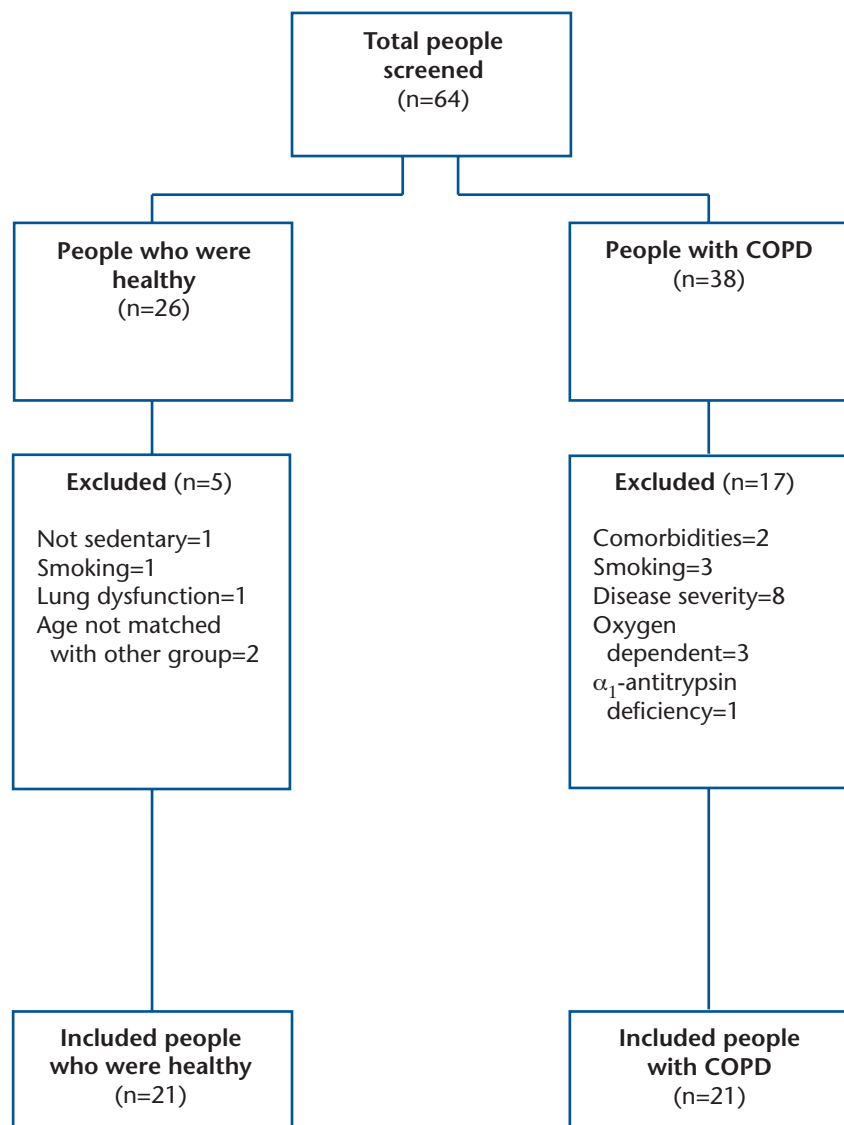 Total people
screened
(n=64)
People who were
healthy
(n=26)
People with COPD
(n=38)
Excluded (n=5)
Not sedentary=1
Smoking=1
Lung dysfunction=1
Age not matched
with other group=2
Excluded (n=17)
Comorbidities=2
Smoking=3
Disease severity=8
Oxygen
dependent=3
α₁-antitrypsin
deficiency=1
Included people
who were healthy
(n=21)
Included people
with COPD
(n=21)